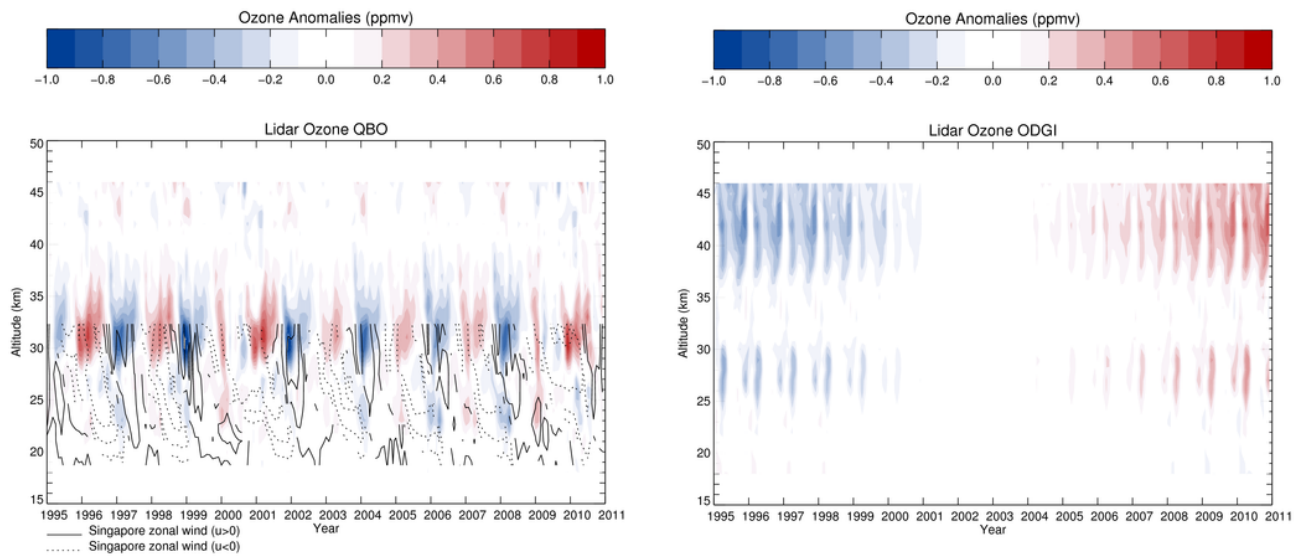 Ozone Anomalies (ppmv)
−1.0 −0.8 −0.6 −0.4 −0.2 0.0 0.2 0.4 0.6 0.8 1.0
Lidar Ozone QBO
50
45
40
35
30
25
20
15
Altitude (km)
1995 1996 1997 1998 1999 2000 2001 2002 2003 2004 2005 2006 2007 2008 2009 2010 2011
Year
Singapore zonal wind (u>0)
Singapore zonal wind (u<0)
Ozone Anomalies (ppmv)
−1.0 −0.8 −0.6 −0.4 −0.2 0.0 0.2 0.4 0.6 0.8 1.0
Lidar Ozone ODGI
50
45
40
35
30
25
20
15
Altitude (km)
1995 1996 1997 1998 1999 2000 2001 2002 2003 2004 2005 2006 2007 2008 2009 2010 2011
Year